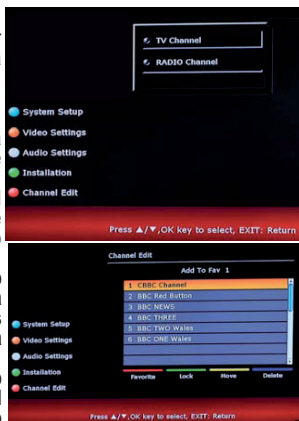 TV Channel
RADIO Channel
System Setup
Video Settings
Audio Settings
Installation
Channel Edit
Press ▲/▼,OK key to select, EXIT: Return
Channel Edit
Add To Fav 1
1 CBBC Channel
2 BBC Red Button
3 BBC NEWS
4 BBC THREE
5 BBC TWO Wales
6 BBC ONE Wales
System Setup
Video Settings
Audio Settings
Installation
Channel Edit
Favorite Lock Move Delete
Press ▲/▼,OK key to select, EXIT: Return